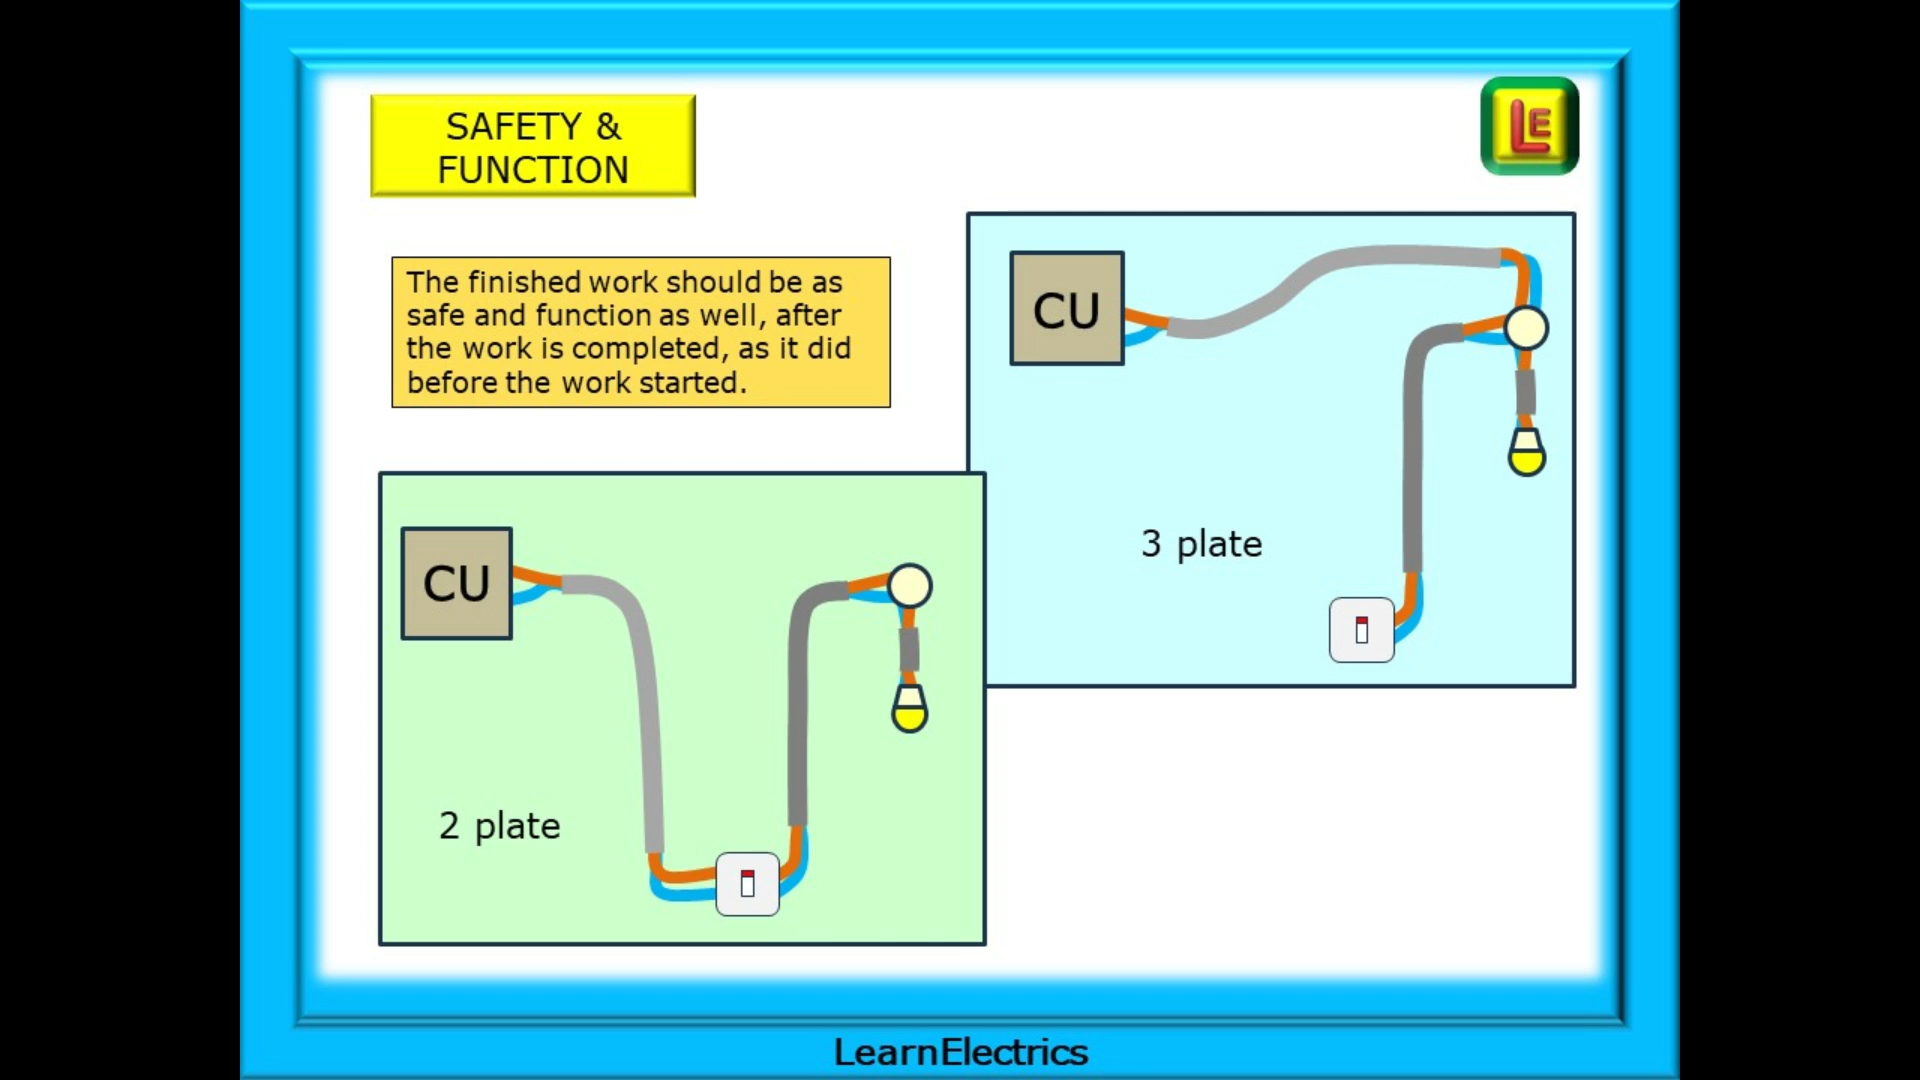 SAFETY &
FUNCTION
LE
The finished work should be as
safe and function as well, after
the work is completed, as it did
before the work started.
CU
3 plate
CU
2 plate
LearnElectrics